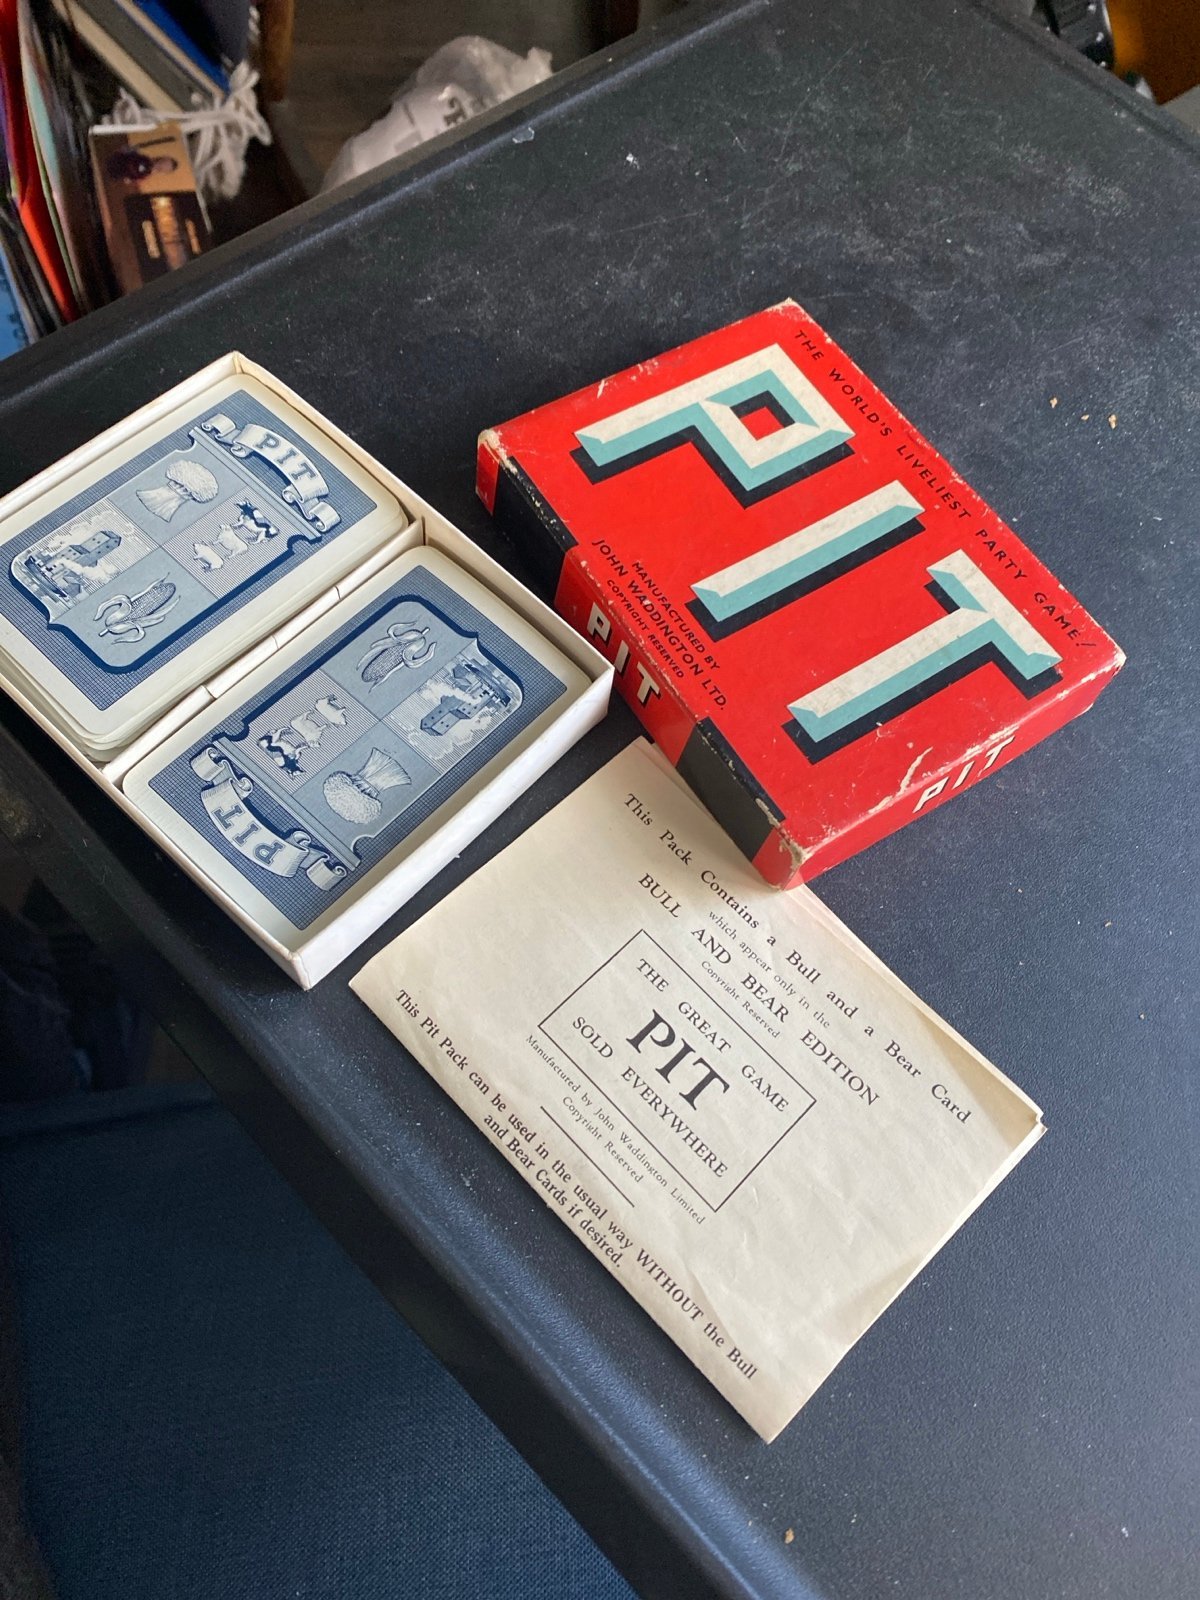 PIT
PIT
THE WORLD'S LIVELIEST PARTY GAME!
PIT
MANUFACTURED BY
JOHN WADDINGTON LTD.
COPYRIGHT RESERVED
PIT
PIT
This Pack Contains a Bull and a Bear Card
which appear only in the
BULL AND BEAR EDITION
Copyright Reserved
THE GREAT GAME
PIT
SOLD EVERYWHERE
Manufactured by John Waddington Limited
Copyright Reserved
This Pit Pack can be used in the usual way WITHOUT the Bull
and Bear Cards if desired.